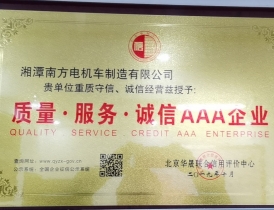 湘潭南方电机车制造有限公司
贵单位重质守信、诚信经营兹授予:
质量·服务·诚信AAA企业
QUALITY SERVICE CREDIT AAA ENTERPRISE
北京华晟联合信用评价中心
二〇一九年十月